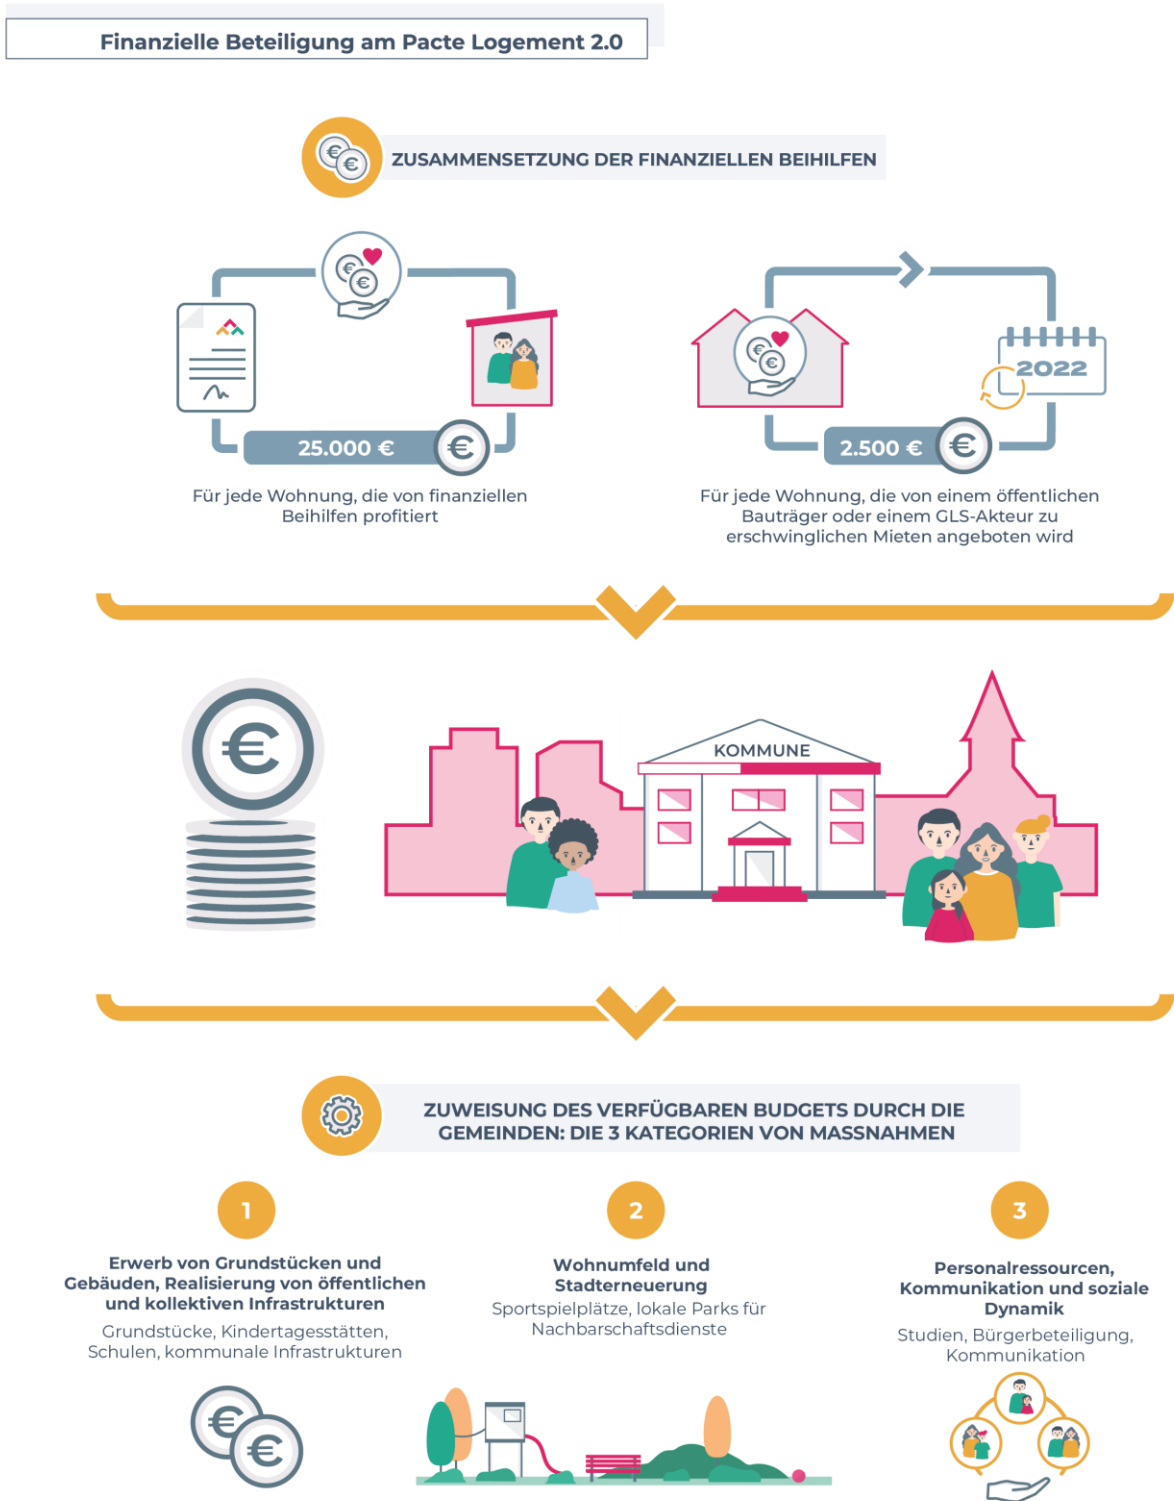 Finanzielle Beteiligung am Pacte Logement 2.0
ZUSAMMENSETZUNG DER FINANZIELLEN BEIHILFEN
25.000 €
Für jede Wohnung, die von finanziellen
Beihilfen profitiert
2022
2.500 €
Für jede Wohnung, die von einem öffentlichen
Bauträger oder einem GLS-Akteur zu
erschwinglichen Mieten angeboten wird
KOMMUNE
ZUWEISUNG DES VERFÜGBAREN BUDGETS DURCH DIE
GEMEINDEN: DIE 3 KATEGORIEN VON MASSNAHMEN
1
Erwerb von Grundstücken und
Gebäuden, Realisierung von öffentlichen
und kollektiven Infrastrukturen
Grundstücke, Kindertagesstätten,
Schulen, kommunale Infrastrukturen
2
Wohnumfeld und
Stadterneuerung
Sportspielplätze, lokale Parks für
Nachbarschaftsdienste
3
Personalressourcen,
Kommunikation und soziale
Dynamik
Studien, Bürgerbeteiligung,
Kommunikation